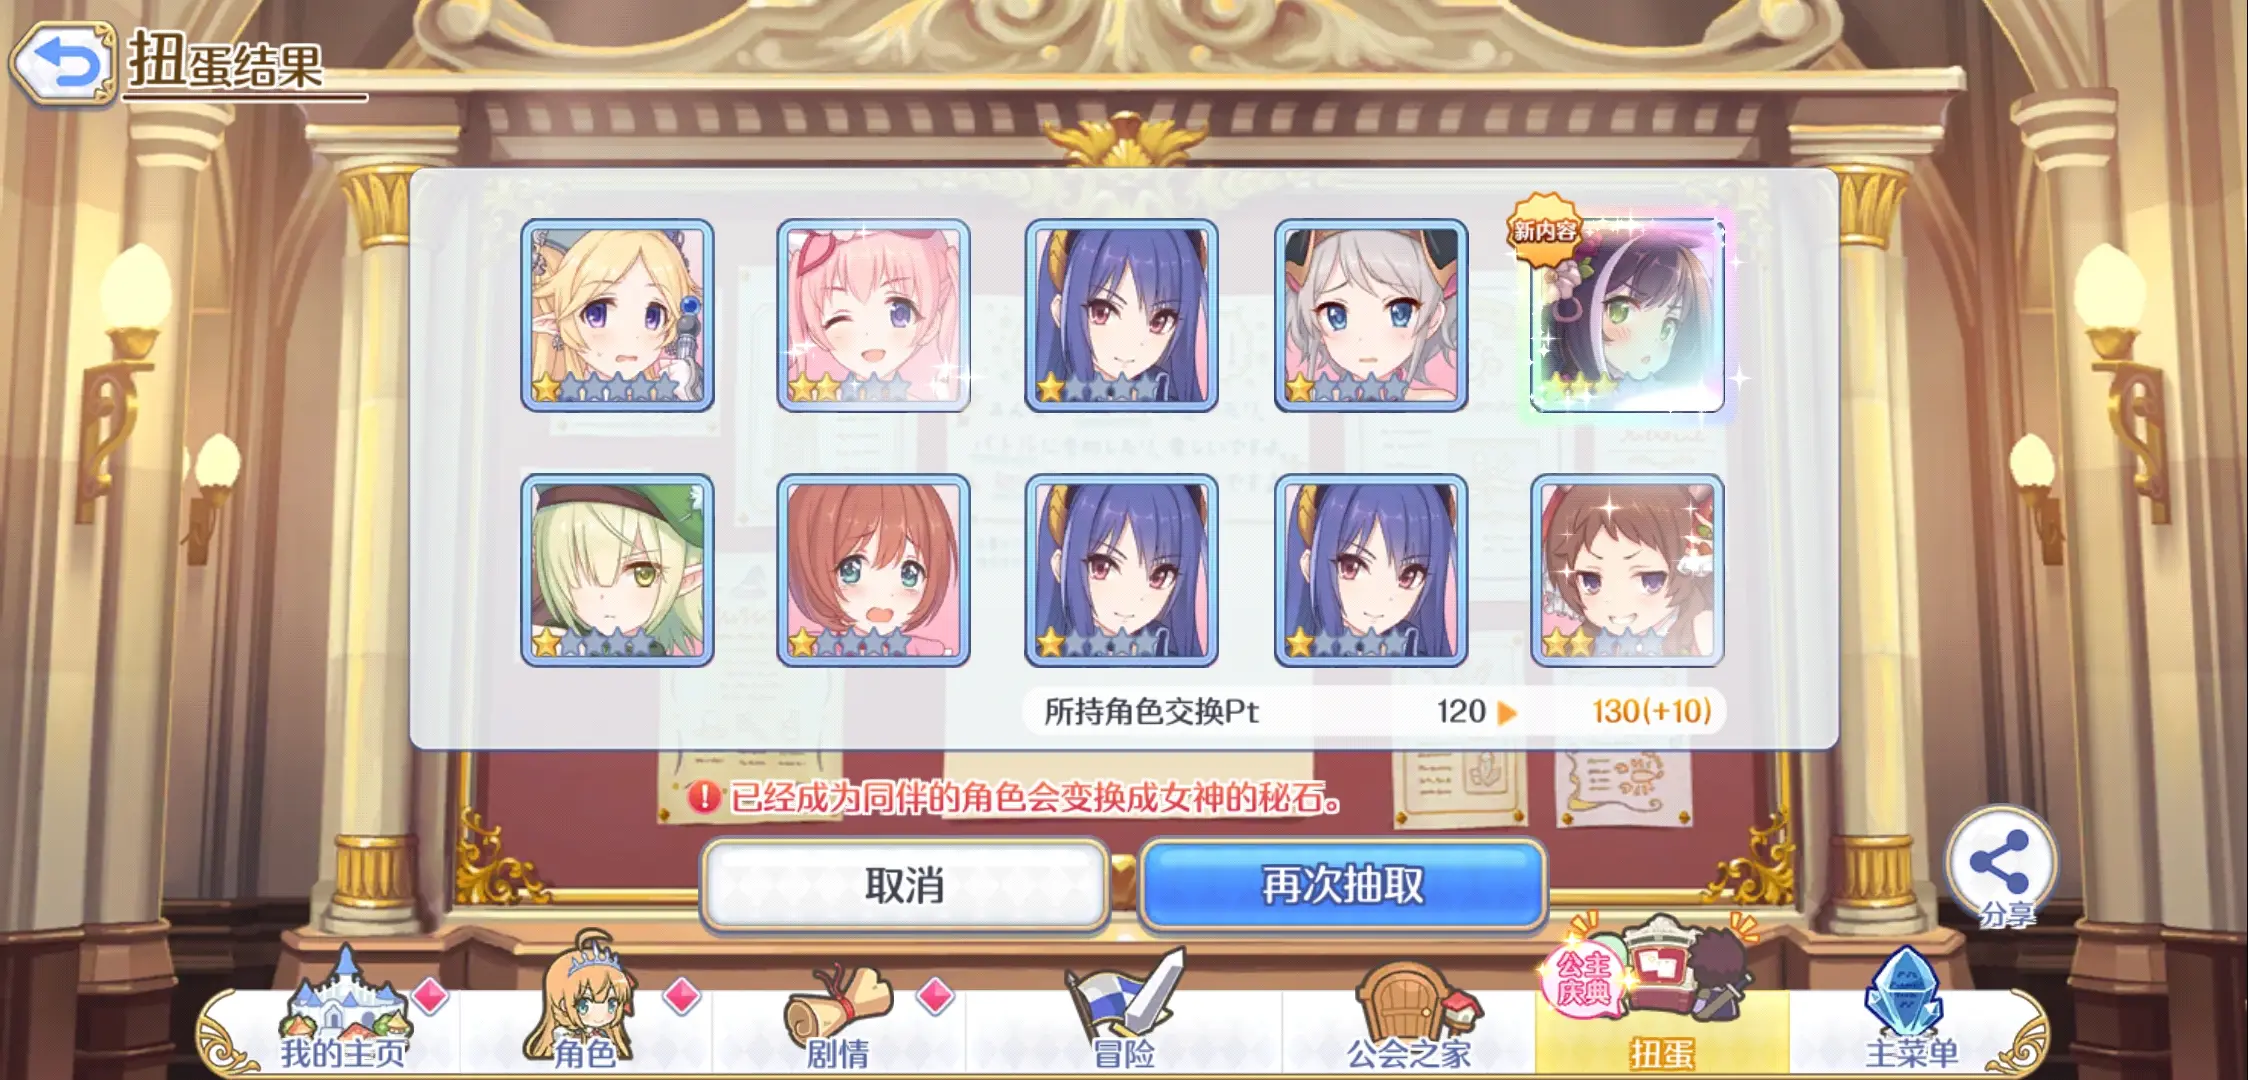 扭蛋结果
新内容
所持角色交换Pt 120 130(+10)
已经成为同伴的角色会变换成女神的秘石。
取消
再次抽取
分享
公主
庆典
我的主页
角色
剧情
冒险
公会之家
扭蛋
主菜单